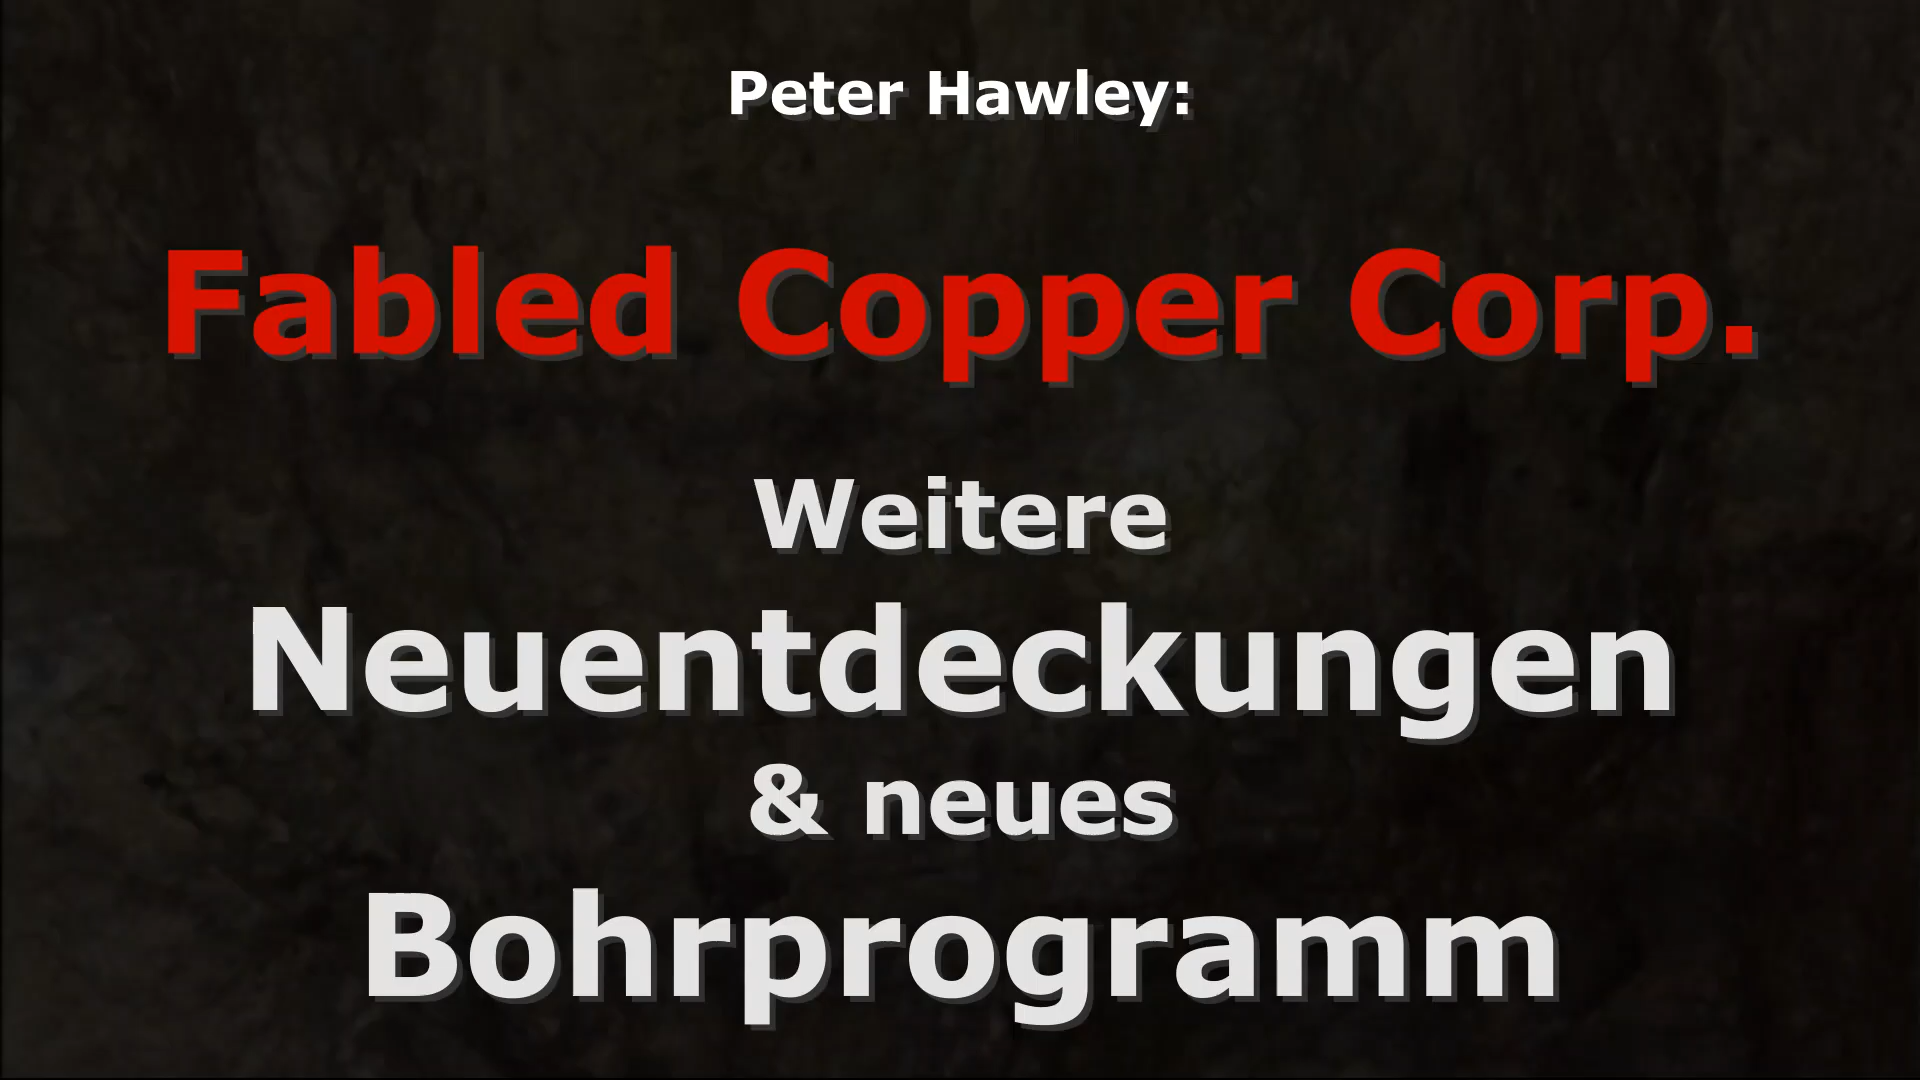 Peter Hawley:
Fabled Copper Corp.
Weitere
Neuentdeckungen
& neues
Bohrprogramm